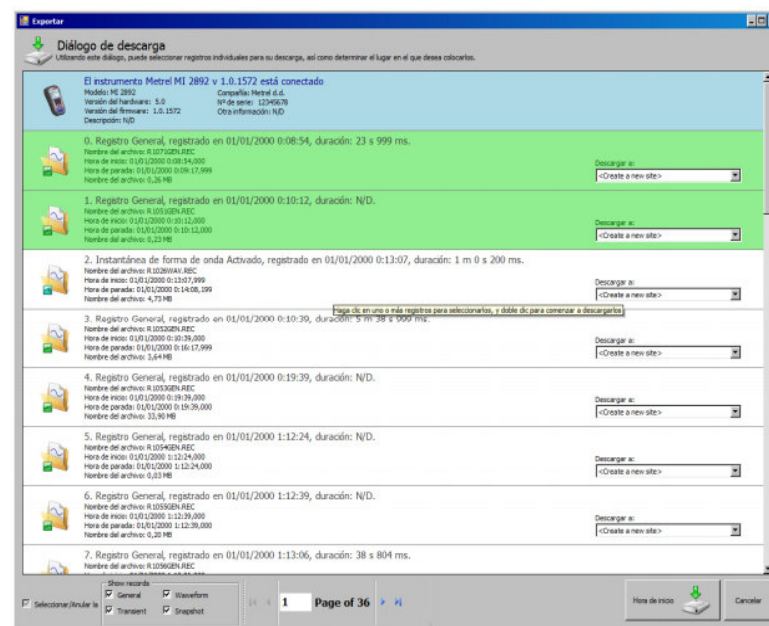 Exportar
Diálogo de descarga
Utilizando este diálogo, puede seleccionar registros individuales para su descarga, así como determinar el lugar en el que desea colocarlos.
El instrumento Metrel MI 2892 v 1.0.1572 está conectado
Modelo: MI 2892 Compañía: Metrel d.d.
Versión del hardware: 5.0 Nº de serie: 12345678
Versión del firmware: 1.0.1572 Otra información: N/D
Descripción: N/D
0. Registro General, registrado en 01/01/2000 0:08:54, duración: 23 s 999 ms.
Nombre del archivo: R1071GEN.REC
Hora de inicio: 01/01/2000 0:08:54,000
Hora de parada: 01/01/2000 0:09:17,999
Nombre del archivo: 0,26 MB
Descargar a:
<Create a new site>
1. Registro General, registrado en 01/01/2000 0:10:12, duración: N/D.
Nombre del archivo: R1051GEN.REC
Hora de inicio: 01/01/2000 0:10:12,000
Hora de parada: 01/01/2000 0:10:12,000
Nombre del archivo: 0,23 MB
Descargar a:
<Create a new site>
2. Instantánea de forma de onda Activado, registrado en 01/01/2000 0:13:07, duración: 1 m 0 s 200 ms.
Nombre del archivo: R1026WAV.REC
Hora de inicio: 01/01/2000 0:13:07,999
Hora de parada: 01/01/2000 0:14:08,199
Nombre del archivo: 4,73 MB
Descargar a:
<Create a new site>
Haga clic en uno o más registros para seleccionarlos, y doble clic para comenzar a descargarlos
3. Registro General, registrado en 01/01/2000 0:10:39, duración: 5 m 38 s 999 ms.
Nombre del archivo: R1052GEN.REC
Hora de inicio: 01/01/2000 0:10:39,000
Hora de parada: 01/01/2000 0:16:17,999
Nombre del archivo: 3,64 MB
Descargar a:
<Create a new site>
4. Registro General, registrado en 01/01/2000 0:19:39, duración: N/D.
Nombre del archivo: R1053GEN.REC
Hora de inicio: 01/01/2000 0:19:39,000
Hora de parada: 01/01/2000 0:19:39,000
Nombre del archivo: 33,90 MB
Descargar a:
<Create a new site>
5. Registro General, registrado en 01/01/2000 1:12:24, duración: N/D.
Nombre del archivo: R1054GEN.REC
Hora de inicio: 01/01/2000 1:12:24,000
Hora de parada: 01/01/2000 1:12:24,000
Nombre del archivo: 0,03 MB
Descargar a:
<Create a new site>
6. Registro General, registrado en 01/01/2000 1:12:39, duración: N/D.
Nombre del archivo: R1055GEN.REC
Hora de inicio: 01/01/2000 1:12:39,000
Hora de parada: 01/01/2000 1:12:39,000
Nombre del archivo: 0,20 MB
Descargar a:
<Create a new site>
7. Registro General, registrado en 01/01/2000 1:13:06, duración: 38 s 804 ms.
Nombre del archivo: R1056GEN.REC
Show records
Seleccionar/Anular la
General Waveform
Transient Snapshot
1 Page of 36
Hora de inicio
Cancelar